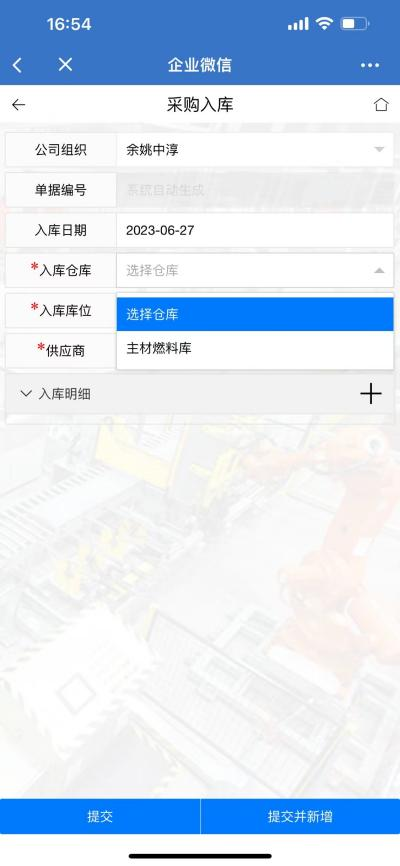 16:54
企业微信
采购入库
公司组织 余姚中淳
单据编号 系统自动生成
入库日期 2023-06-27
*入库仓库 选择仓库
*入库库位 选择仓库
主材燃料库
*供应商
入库明细
提交 提交并新增